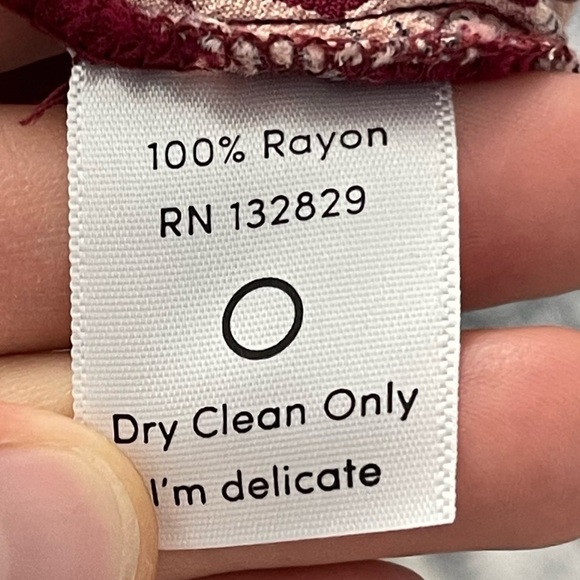 100% Rayon
RN 132829
Dry Clean Only
I'm delicate